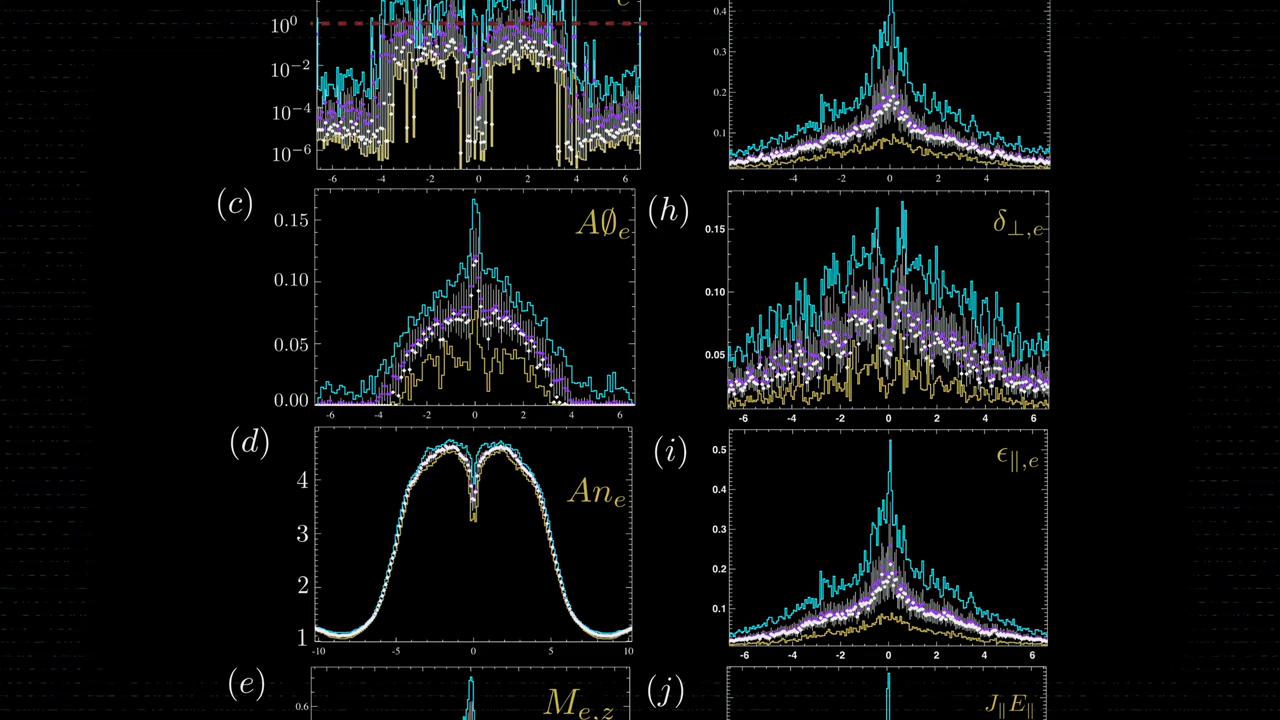 10^0
10^-2
10^-4
10^-6
-6 -4 -2 0 2 4 6
0.4
0.3
0.2
0.1
-4 -2 0 2 4
(c)
AØ_e
0.15
0.10
0.05
0.00
-6 -4 -2 0 2 4 6
(h)
δ_⊥,e
0.15
0.10
0.05
-6 -4 -2 0 2 4 6
(d)
An_e
4
3
2
1
-10 -5 0 5 10
(i)
ϵ_∥,e
0.5
0.4
0.3
0.2
0.1
-6 -4 -2 0 2 4 6
(e)
M_e,z
0.6
(j)
J_∥E_∥